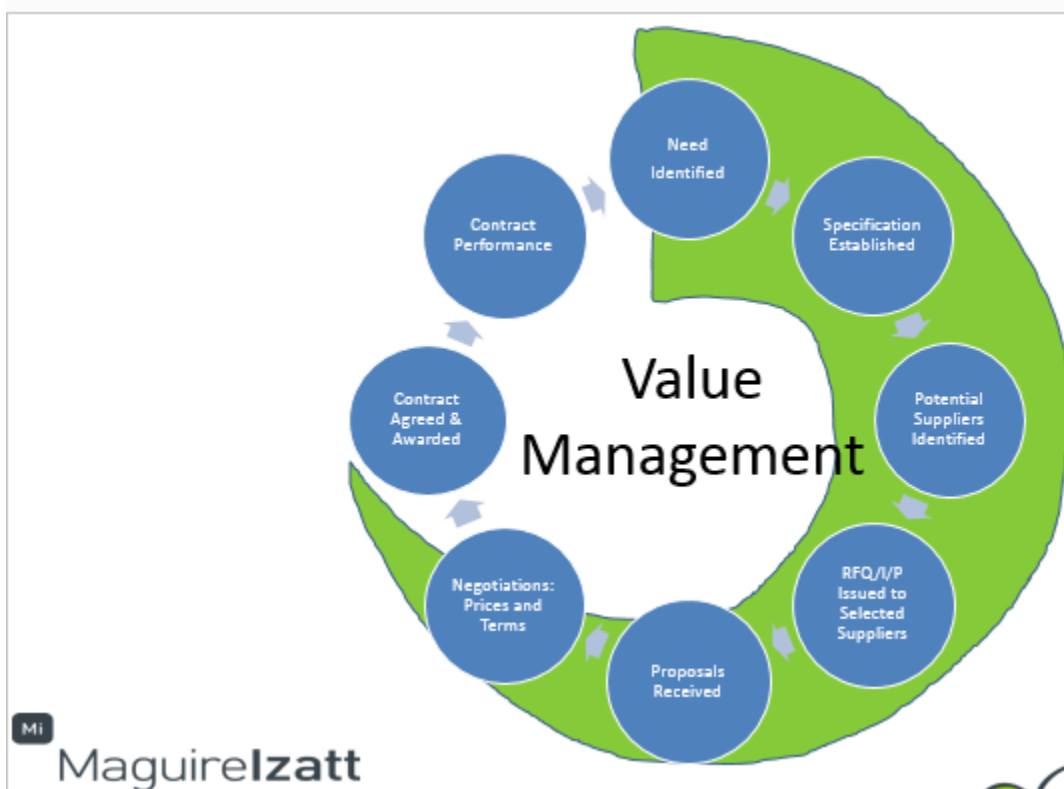 Need
Identified
Specification
Established
Potential
Suppliers
Identified
RFQ/I/P
Issued to
Selected
Suppliers
Proposals
Received
Negotiations:
Prices and
Terms
Contract
Agreed &
Awarded
Contract
Performance
Value
Management
Mi
MaguireIzatt